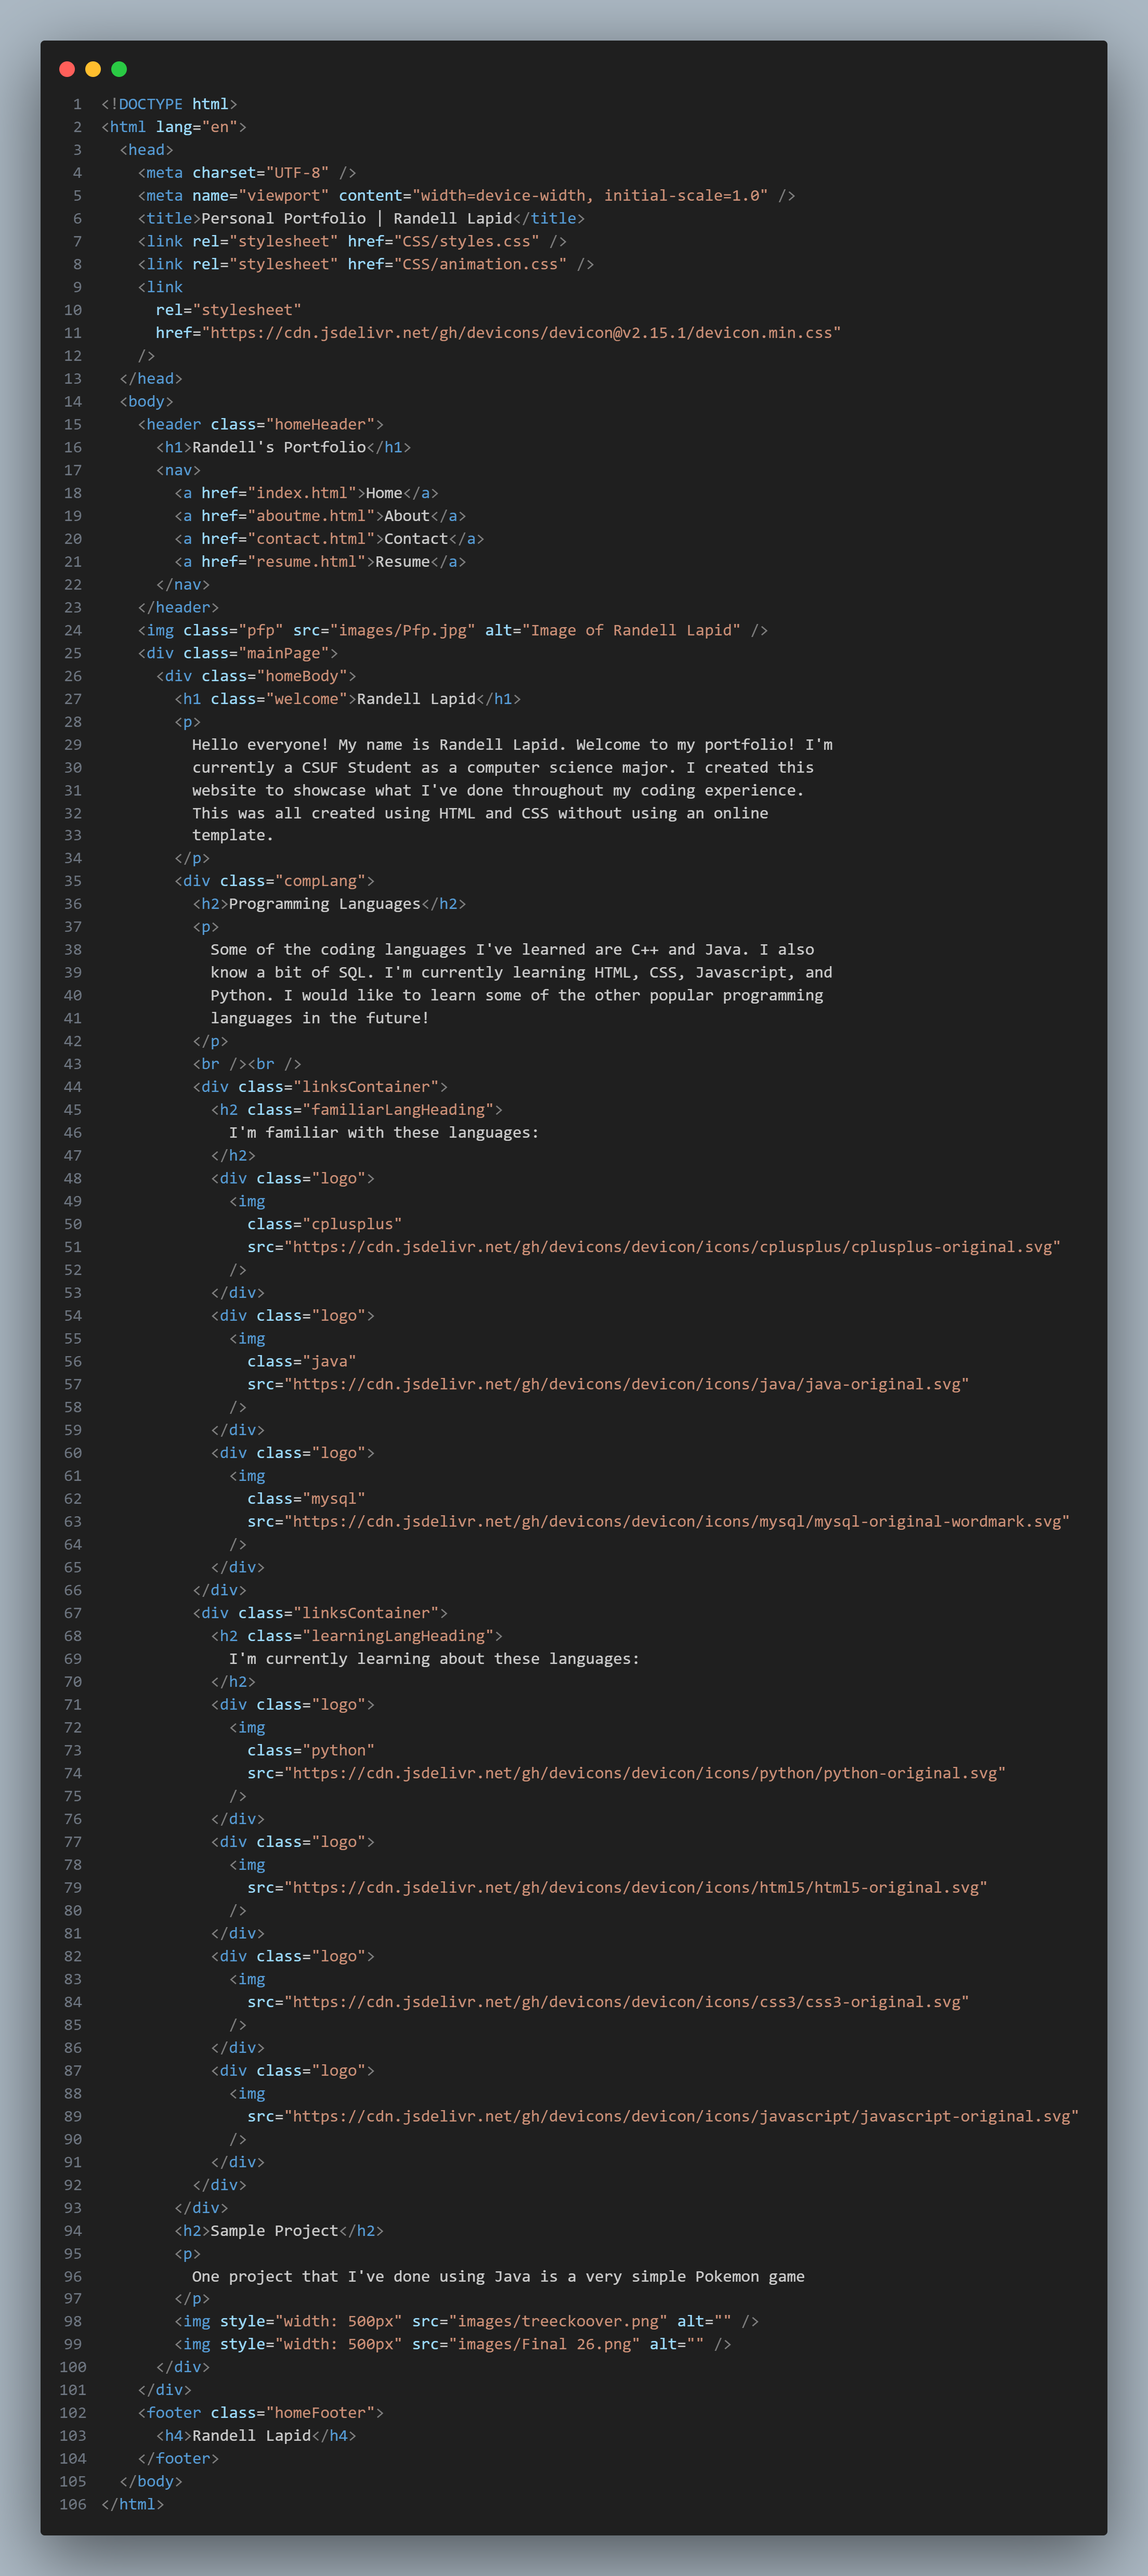 1 <!DOCTYPE html>
2 <html lang="en">
3   <head>
4     <meta charset="UTF-8" />
5     <meta name="viewport" content="width=device-width, initial-scale=1.0" />
6     <title>Personal Portfolio | Randell Lapid</title>
7     <link rel="stylesheet" href="CSS/styles.css" />
8     <link rel="stylesheet" href="CSS/animation.css" />
9     <link
10       rel="stylesheet"
11       href="https://cdn.jsdelivr.net/gh/devicons/devicon@v2.15.1/devicon.min.css"
12     />
13   </head>
14   <body>
15     <header class="homeHeader">
16       <h1>Randell's Portfolio</h1>
17       <nav>
18         <a href="index.html">Home</a>
19         <a href="aboutme.html">About</a>
20         <a href="contact.html">Contact</a>
21         <a href="resume.html">Resume</a>
22       </nav>
23     </header>
24     <img class="pfp" src="images/Pfp.jpg" alt="Image of Randell Lapid" />
25     <div class="mainPage">
26       <div class="homeBody">
27         <h1 class="welcome">Randell Lapid</h1>
28         <p>
29           Hello everyone! My name is Randell Lapid. Welcome to my portfolio! I'm
30           currently a CSUF Student as a computer science major. I created this
31           website to showcase what I've done throughout my coding experience.
32           This was all created using HTML and CSS without using an online
33           template.
34         </p>
35         <div class="compLang">
36           <h2>Programming Languages</h2>
37           <p>
38             Some of the coding languages I've learned are C++ and Java. I also
39             know a bit of SQL. I'm currently learning HTML, CSS, Javascript, and
40             Python. I would like to learn some of the other popular programming
41             languages in the future!
42           </p>
43           <br /><br />
44           <div class="linksContainer">
45             <h2 class="familiarLangHeading">
46               I'm familiar with these languages:
47             </h2>
48             <div class="logo">
49               <img
50                 class="cplusplus"
51                 src="https://cdn.jsdelivr.net/gh/devicons/devicon/icons/cplusplus/cplusplus-original.svg"
52               />
53             </div>
54             <div class="logo">
55               <img
56                 class="java"
57                 src="https://cdn.jsdelivr.net/gh/devicons/devicon/icons/java/java-original.svg"
58               />
59             </div>
60             <div class="logo">
61               <img
62                 class="mysql"
63                 src="https://cdn.jsdelivr.net/gh/devicons/devicon/icons/mysql/mysql-original-wordmark.svg"
64               />
65             </div>
66           </div>
67           <div class="linksContainer">
68             <h2 class="learningLangHeading">
69               I'm currently learning about these languages:
70             </h2>
71             <div class="logo">
72               <img
73                 class="python"
74                 src="https://cdn.jsdelivr.net/gh/devicons/devicon/icons/python/python-original.svg"
75               />
76             </div>
77             <div class="logo">
78               <img
79                 src="https://cdn.jsdelivr.net/gh/devicons/devicon/icons/html5/html5-original.svg"
80               />
81             </div>
82             <div class="logo">
83               <img
84                 src="https://cdn.jsdelivr.net/gh/devicons/devicon/icons/css3/css3-original.svg"
85               />
86             </div>
87             <div class="logo">
88               <img
89                 src="https://cdn.jsdelivr.net/gh/devicons/devicon/icons/javascript/javascript-original.svg"
90               />
91             </div>
92           </div>
93         </div>
94         <h2>Sample Project</h2>
95         <p>
96           One project that I've done using Java is a very simple Pokemon game
97         </p>
98         <img style="width: 500px" src="images/treeckoover.png" alt="" />
99         <img style="width: 500px" src="images/Final 26.png" alt="" />
100       </div>
101     </div>
102     <footer class="homeFooter">
103       <h4>Randell Lapid</h4>
104     </footer>
105   </body>
106 </html>